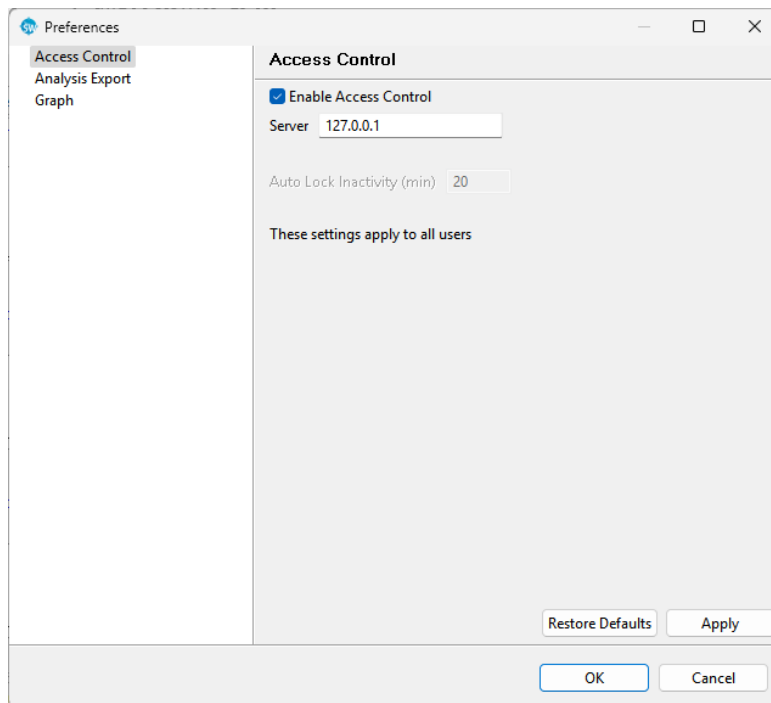 SW Preferences
Access Control
Analysis Export
Graph
Access Control
Enable Access Control
Server 127.0.0.1
Auto Lock Inactivity (min) 20
These settings apply to all users
Restore Defaults Apply
OK Cancel